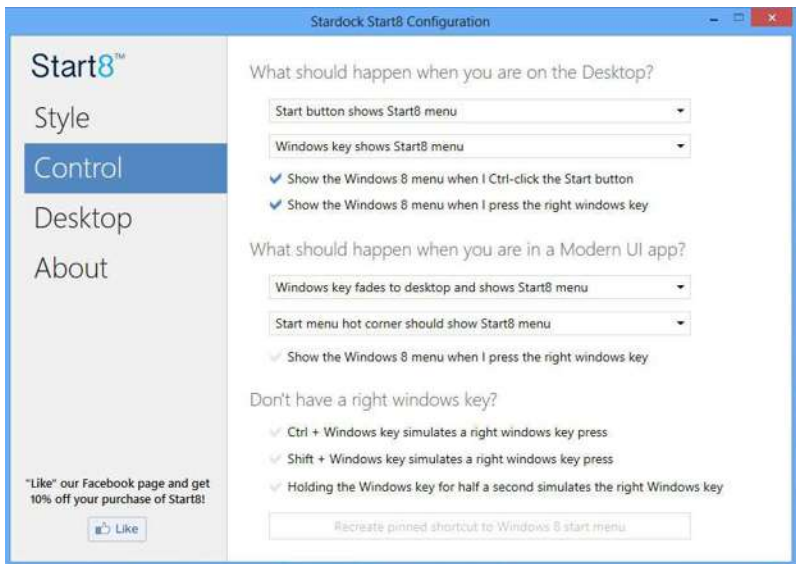 Stardock Start8 Configuration
Start8™
Style
Control
Desktop
About
"Like" our Facebook page and get
10% off your purchase of Start8!
Like
What should happen when you are on the Desktop?
Start button shows Start8 menu
Windows key shows Start8 menu
Show the Windows 8 menu when I Ctrl-click the Start button
Show the Windows 8 menu when I press the right windows key
What should happen when you are in a Modern UI app?
Windows key fades to desktop and shows Start8 menu
Start menu hot corner should show Start8 menu
Show the Windows 8 menu when I press the right windows key
Don't have a right windows key?
Ctrl + Windows key simulates a right windows key press
Shift + Windows key simulates a right windows key press
Holding the Windows key for half a second simulates the right Windows key
Recreate pinned shortcut to Windows 8 start menu